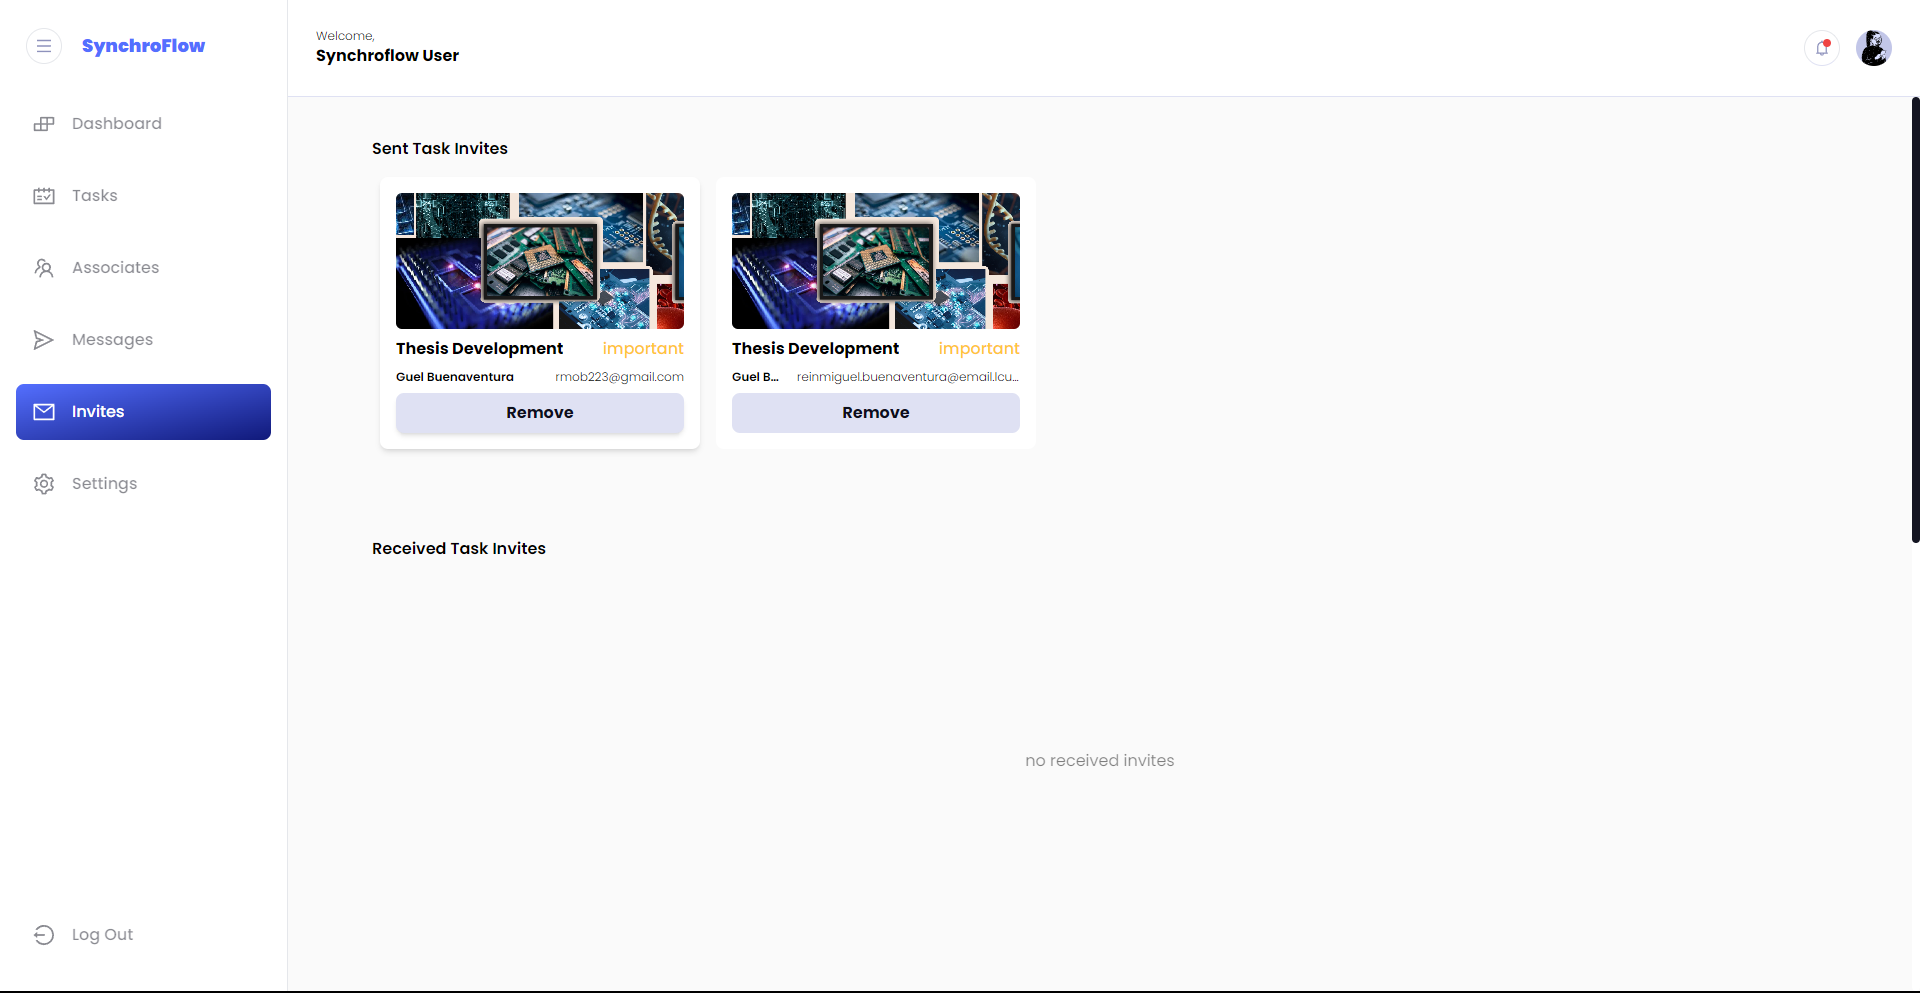 SynchroFlow
Dashboard
Tasks
Associates
Messages
Invites
Settings
Log Out
Welcome,
Synchroflow User
Sent Task Invites
Thesis Development important
Guel Buenaventura rmob223@gmail.com
Remove
Thesis Development important
Guel B... reinmiguel.buenaventura@email.lcu...
Remove
Received Task Invites
no received invites